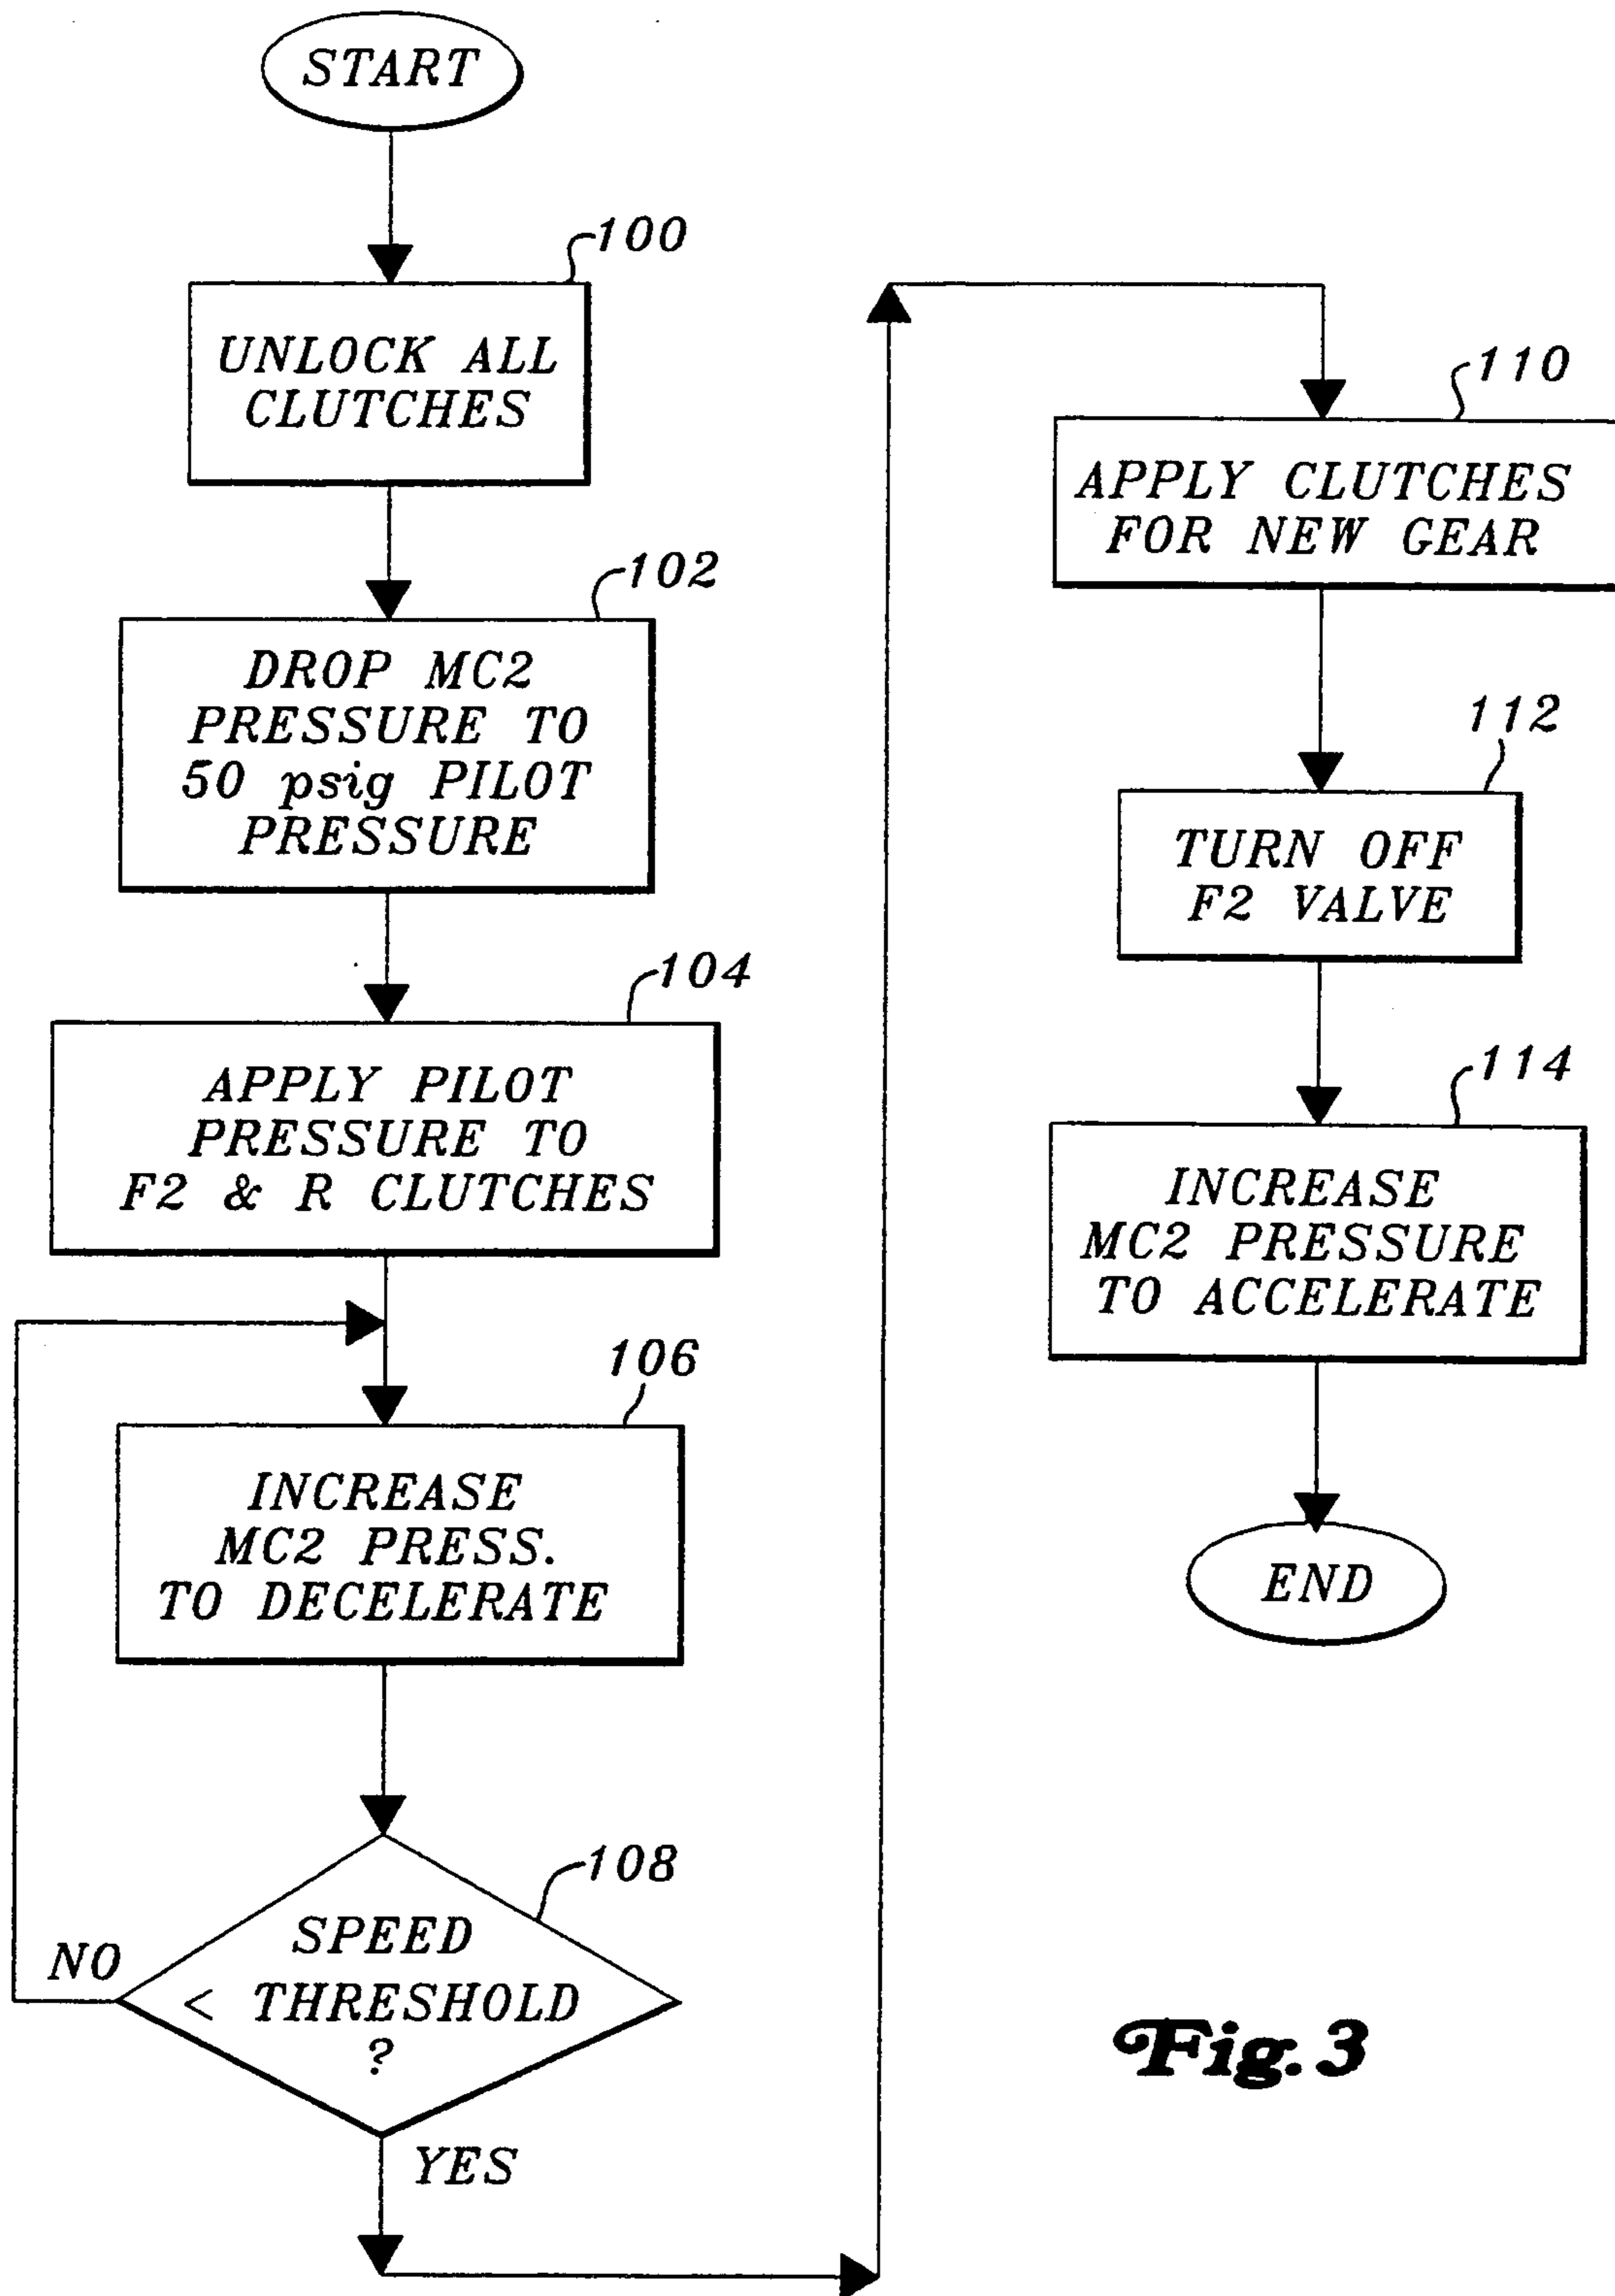 START
100
UNLOCK ALL
CLUTCHES
102
DROP MC2
PRESSURE TO
50 psig PILOT
PRESSURE
104
APPLY PILOT
PRESSURE TO
F2 & R CLUTCHES
106
INCREASE
MC2 PRESS.
TO DECELERATE
108
SPEED
< THRESHOLD
?
NO
YES
110
APPLY CLUTCHES
FOR NEW GEAR
112
TURN OFF
F2 VALVE
114
INCREASE
MC2 PRESSURE
TO ACCELERATE
END
Fig. 3